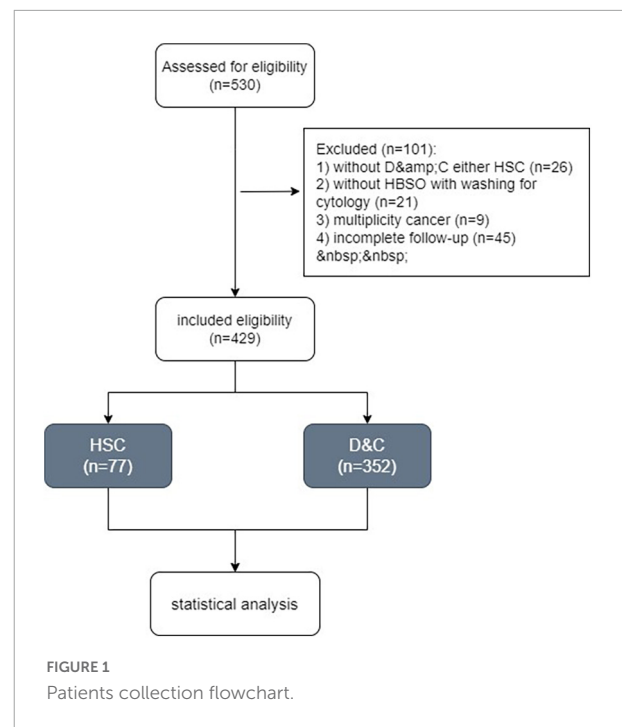 Assessed for eligibility
(n=530)
Excluded (n=101):
1) without D&amp;C either HSC (n=26)
2) without HBSO with washing for
cytology (n=21)
3) multiplicity cancer (n=9)
4) incomplete follow-up (n=45)
&nbsp;&nbsp;
included eligibility
(n=429)
HSC
(n=77)
D&C
(n=352)
statistical analysis
FIGURE 1
Patients collection flowchart.